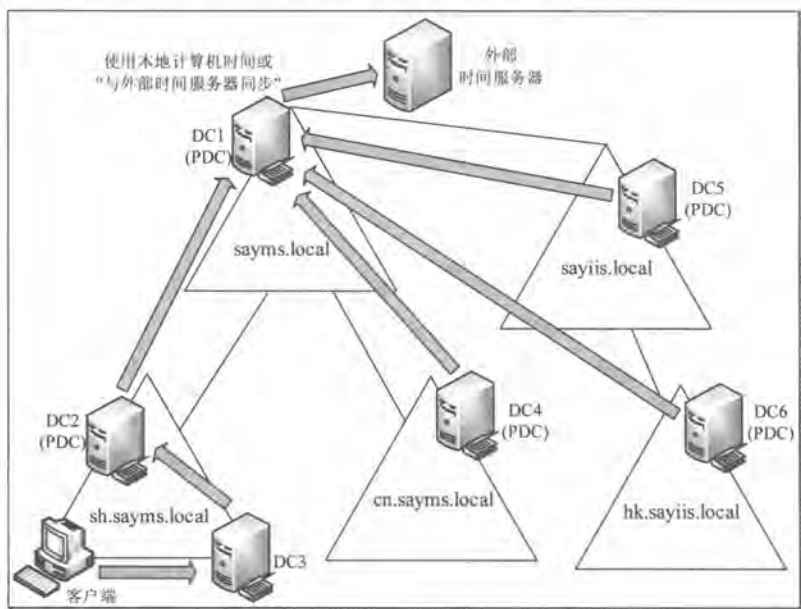 使用本地计算机时间或
“与外部时间服务器同步”
外部
时间服务器
DC1
(PDC)
DC5
(PDC)
sayms.local
sayiis.local
DC2
(PDC)
DC4
(PDC)
DC6
(PDC)
sh.sayms.local
cn.sayms.local
hk.sayiis.local
DC3
客户端